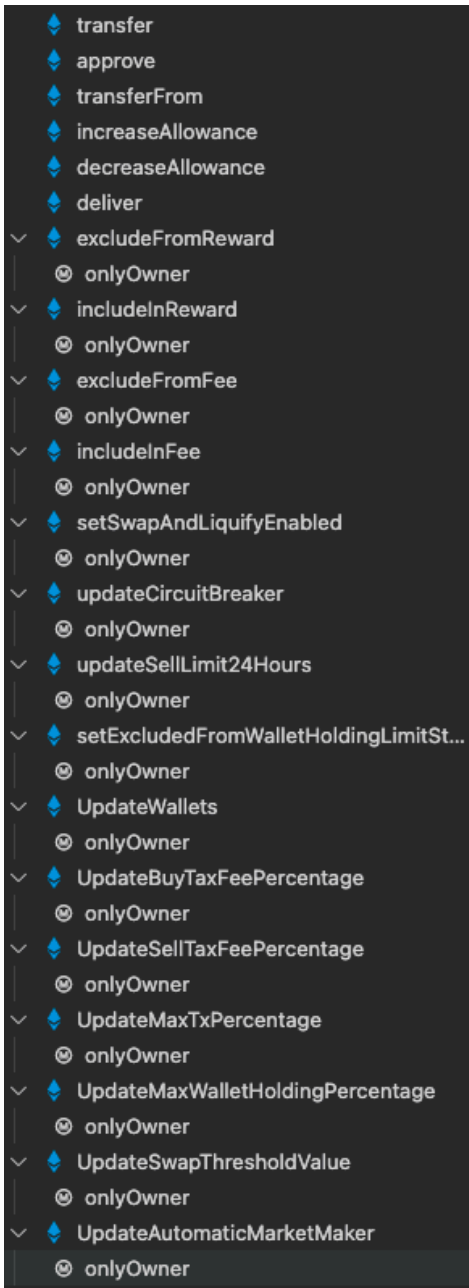 transfer
approve
transferFrom
increaseAllowance
decreaseAllowance
deliver
excludeFromReward
onlyOwner
includeInReward
onlyOwner
excludeFromFee
onlyOwner
includeInFee
onlyOwner
setSwapAndLiquifyEnabled
onlyOwner
updateCircuitBreaker
onlyOwner
updateSellLimit24Hours
onlyOwner
setExcludedFromWalletHoldingLimitSt...
onlyOwner
UpdateWallets
onlyOwner
UpdateBuyTaxFeePercentage
onlyOwner
UpdateSellTaxFeePercentage
onlyOwner
UpdateMaxTxPercentage
onlyOwner
UpdateMaxWalletHoldingPercentage
onlyOwner
UpdateSwapThresholdValue
onlyOwner
UpdateAutomaticMarketMaker
onlyOwner